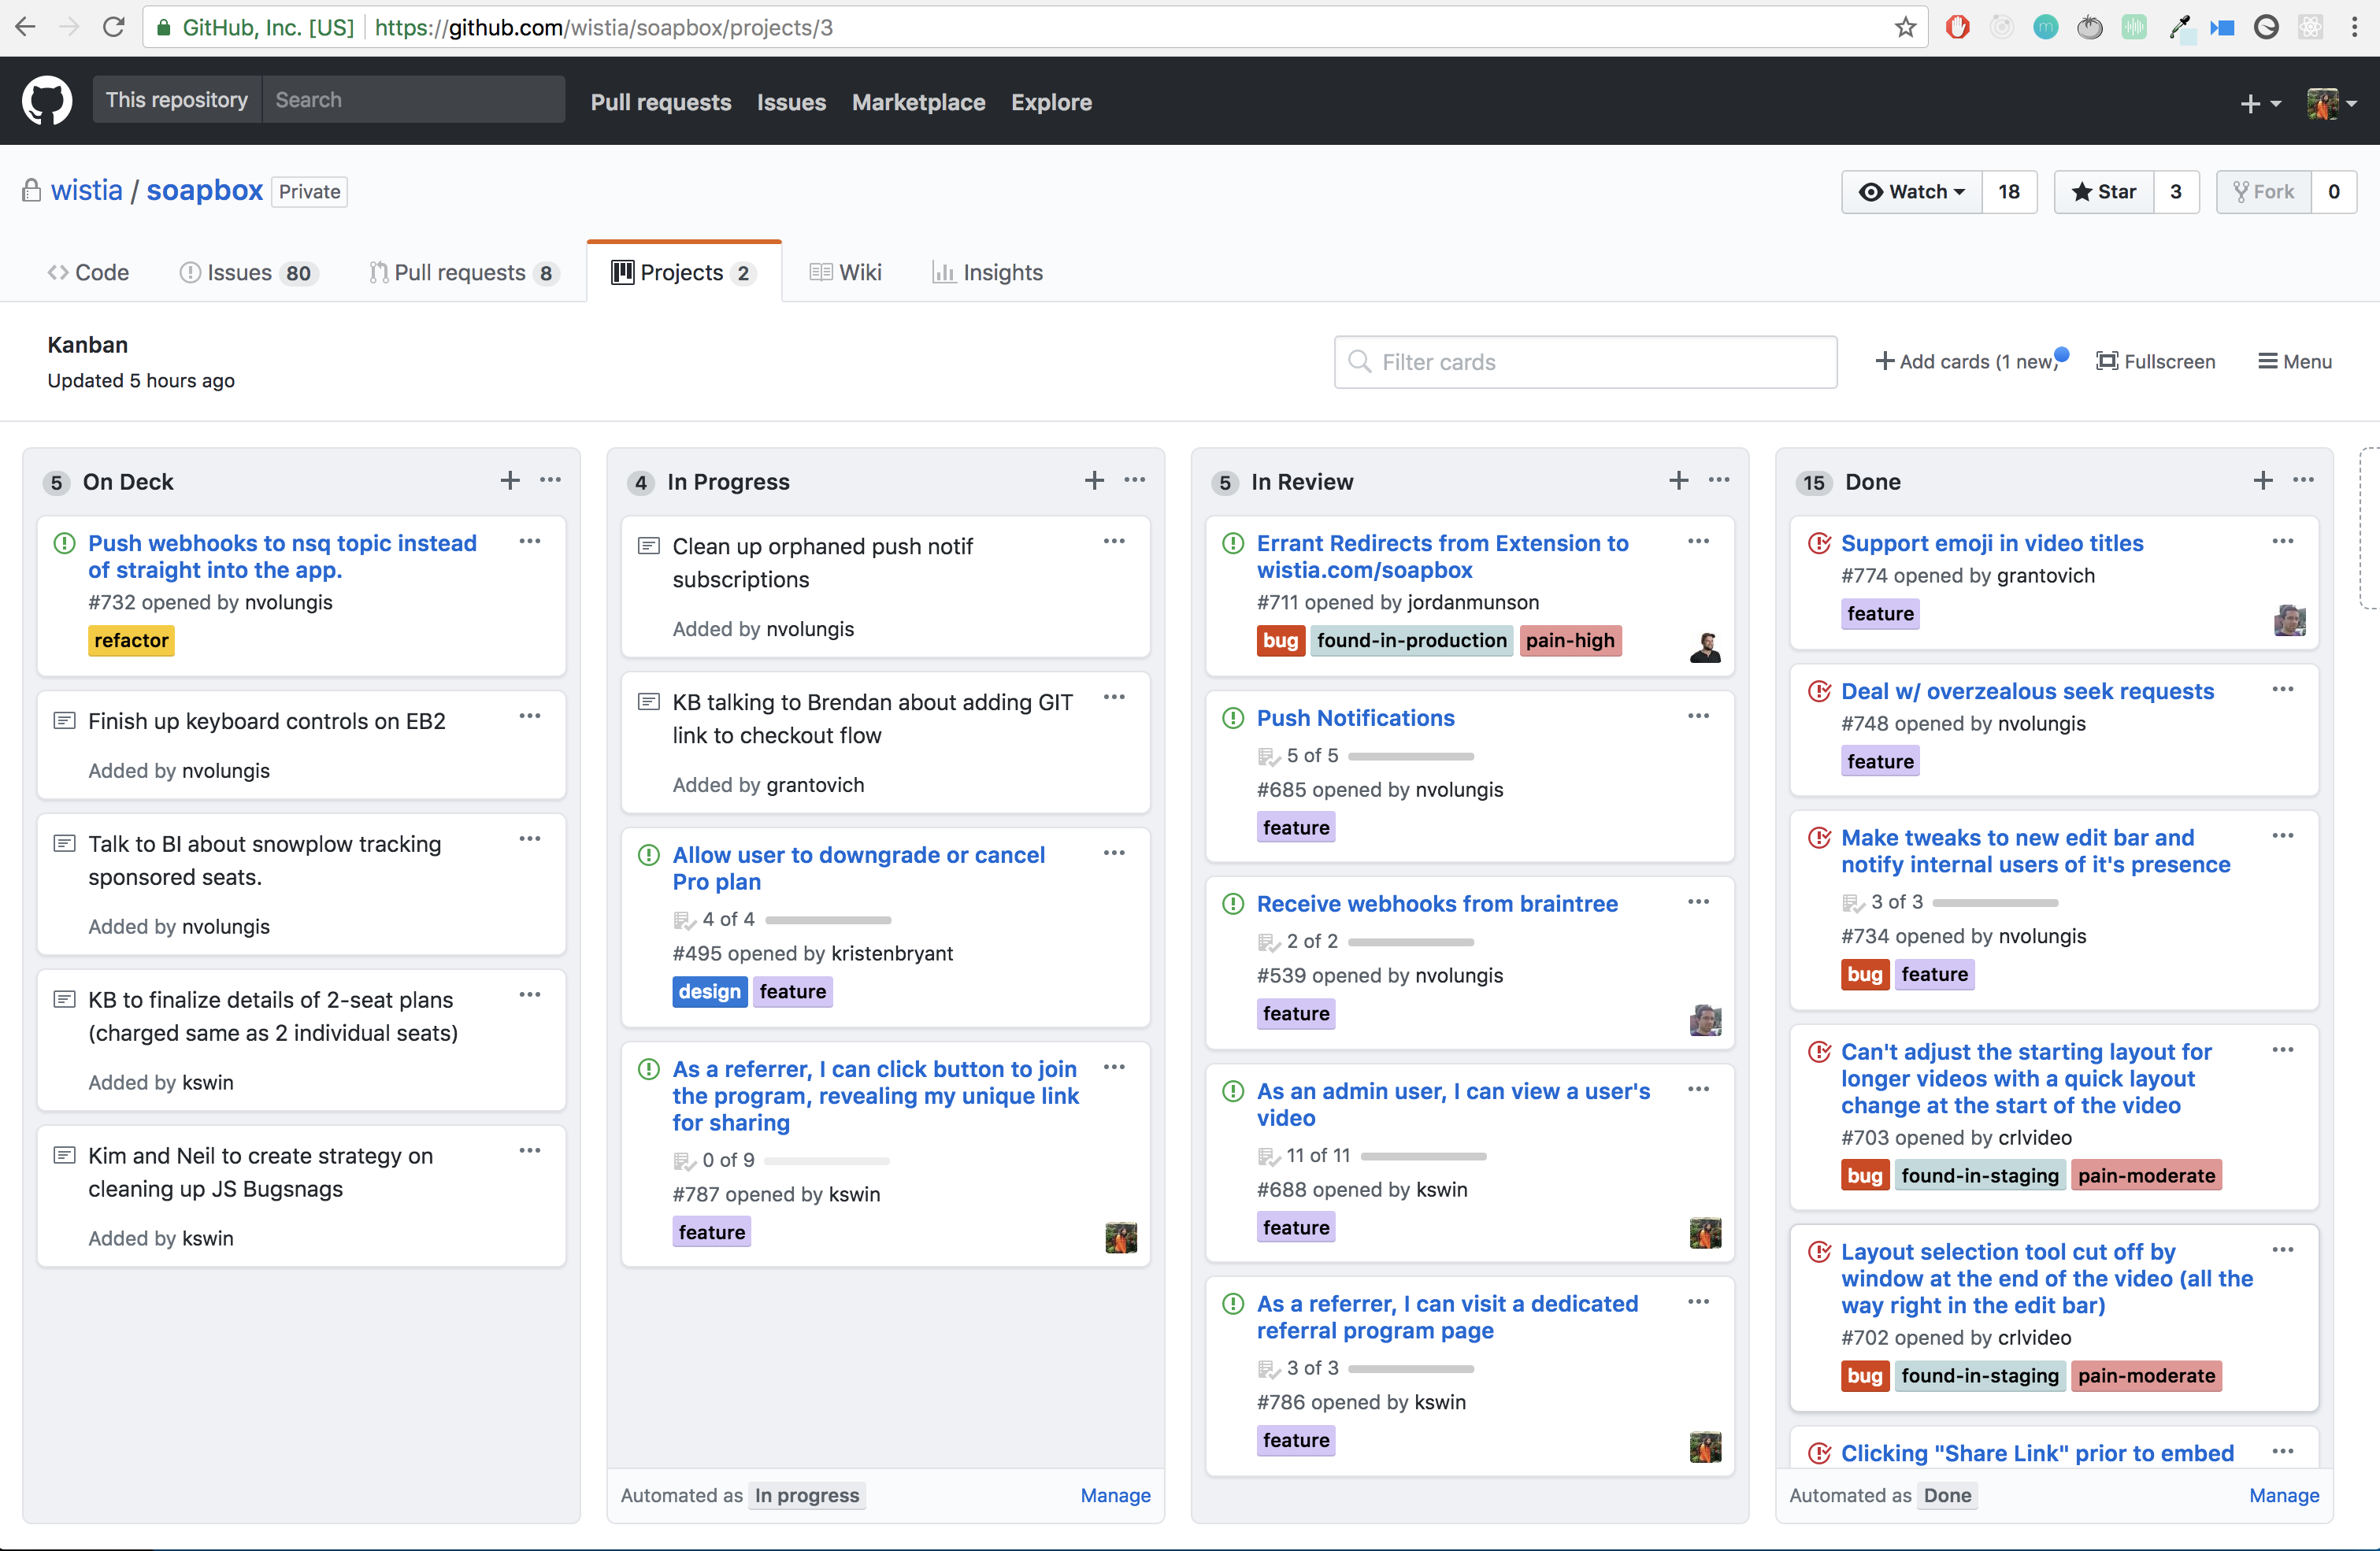 GitHub, Inc. [US] https://github.com/wistia/soapbox/projects/3
This repository Search Pull requests Issues Marketplace Explore
wistia / soapbox Private
Watch 18 Star 3 Fork 0
Code Issues 80 Pull requests 8 Projects 2 Wiki Insights
Kanban
Updated 5 hours ago
Filter cards
Add cards (1 new) Fullscreen Menu
5 On Deck
Push webhooks to nsq topic instead
of straight into the app.
#732 opened by nvolungis
refactor
Finish up keyboard controls on EB2
Added by nvolungis
Talk to BI about snowplow tracking
sponsored seats.
Added by nvolungis
KB to finalize details of 2-seat plans
(charged same as 2 individual seats)
Added by kswin
Kim and Neil to create strategy on
cleaning up JS Bugsnags
Added by kswin
4 In Progress
Clean up orphaned push notif
subscriptions
Added by nvolungis
KB talking to Brendan about adding GIT
link to checkout flow
Added by grantovich
Allow user to downgrade or cancel
Pro plan
4 of 4
#495 opened by kristenbryant
design feature
As a referrer, I can click button to join
the program, revealing my unique link
for sharing
0 of 9
#787 opened by kswin
feature
Automated as In progress Manage
5 In Review
Errant Redirects from Extension to
wistia.com/soapbox
#711 opened by jordanmunson
bug found-in-production pain-high
Push Notifications
5 of 5
#685 opened by nvolungis
feature
Receive webhooks from braintree
2 of 2
#539 opened by nvolungis
feature
As an admin user, I can view a user's
video
11 of 11
#688 opened by kswin
feature
As a referrer, I can visit a dedicated
referral program page
3 of 3
#786 opened by kswin
feature
15 Done
Support emoji in video titles
#774 opened by grantovich
feature
Deal w/ overzealous seek requests
#748 opened by nvolungis
feature
Make tweaks to new edit bar and
notify internal users of it's presence
3 of 3
#734 opened by nvolungis
bug feature
Can't adjust the starting layout for
longer videos with a quick layout
change at the start of the video
#703 opened by crlvideo
bug found-in-staging pain-moderate
Layout selection tool cut off by
window at the end of the video (all the
way right in the edit bar)
#702 opened by crlvideo
bug found-in-staging pain-moderate
Clicking "Share Link" prior to embed
Automated as Done Manage